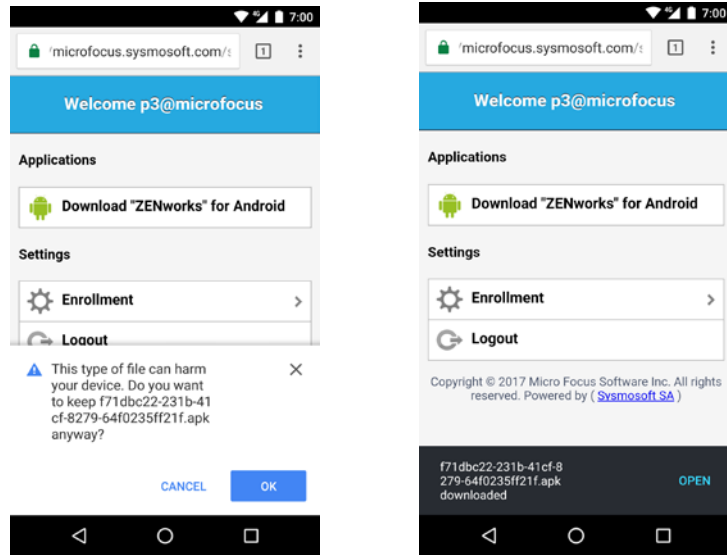 7:00
/microfocus.sysmosoft.com/s
1
Welcome p3@microfocus
Applications
Download "ZENworks" for Android
Settings
Enrollment
Logout
This type of file can harm
your device. Do you want
to keep f71dbc22-231b-41
cf-8279-64f0235ff21f.apk
anyway?
CANCEL
OK
7:00
/microfocus.sysmosoft.com/s
1
Welcome p3@microfocus
Applications
Download "ZENworks" for Android
Settings
Enrollment
Logout
Copyright © 2017 Micro Focus Software Inc. All rights
reserved. Powered by ( Sysmosoft SA )
f71dbc22-231b-41cf-8
279-64f0235ff21f.apk
downloaded
OPEN